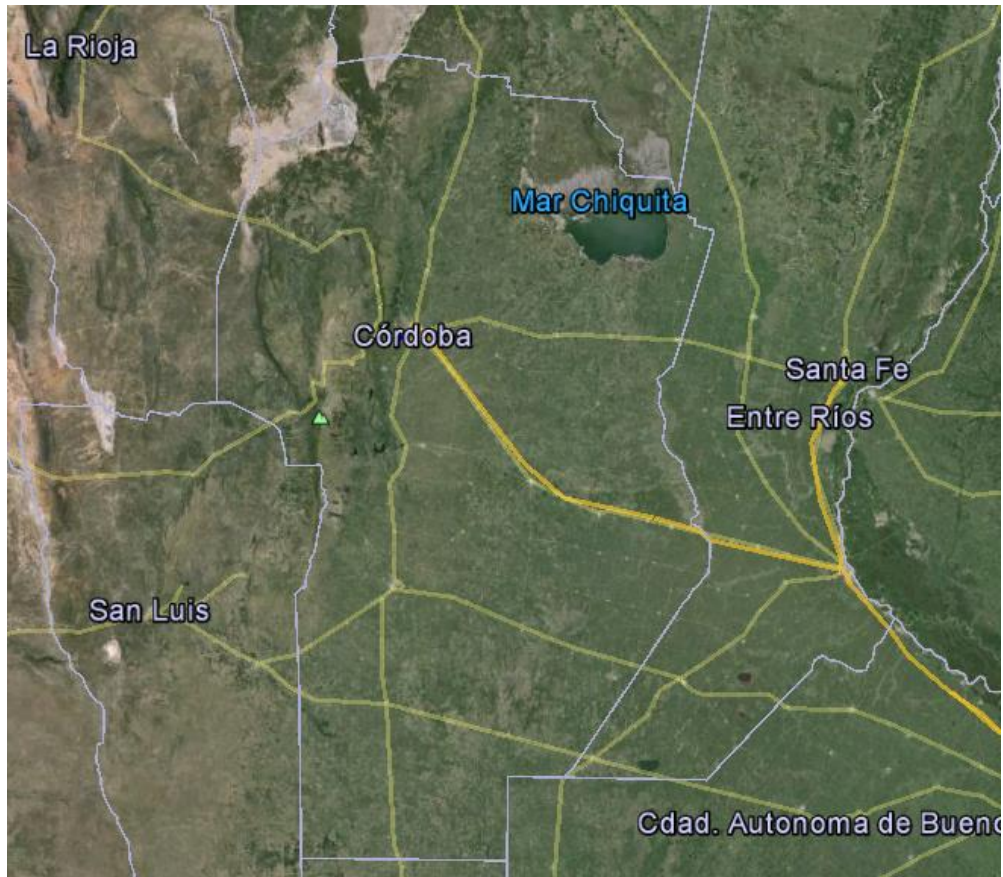 La Rioja
Mar Chiquita
Córdoba
Santa Fe
Entre Ríos
San Luis
Cdad. Autonoma de Bueno